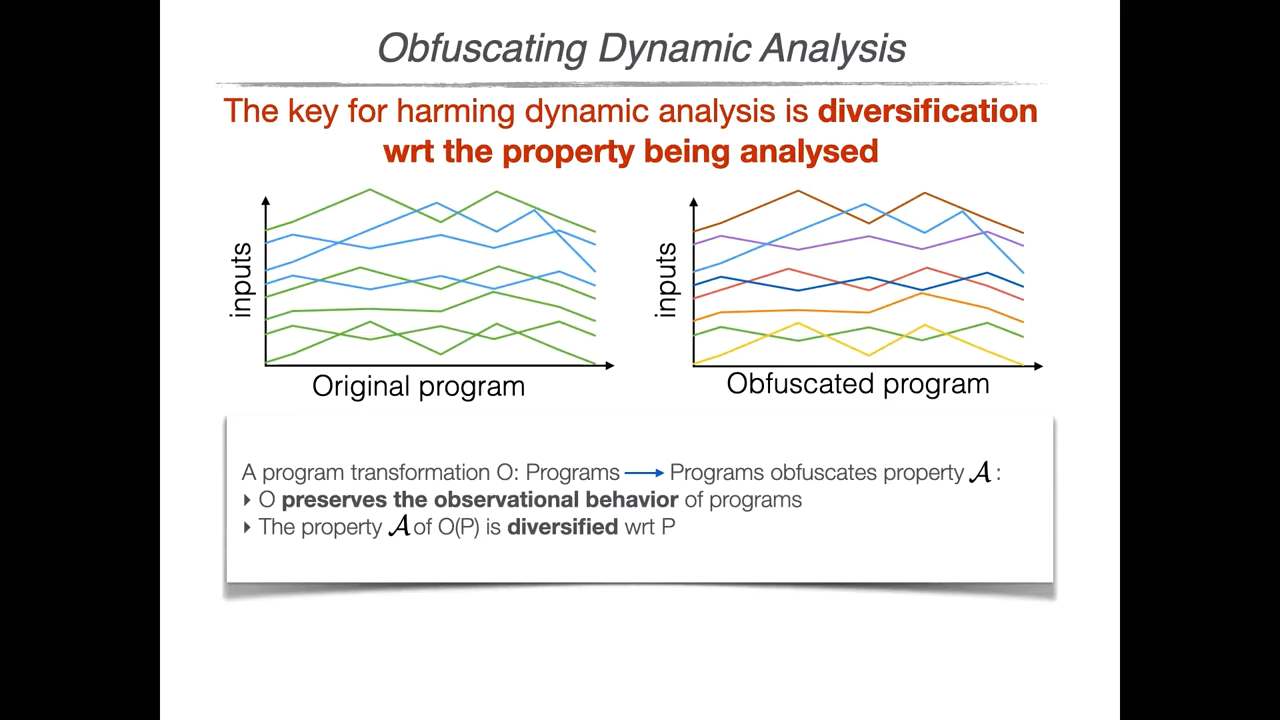 Obfuscating Dynamic Analysis
The key for harming dynamic analysis is diversification
wrt the property being analysed
inputs
Original program
inputs
Obfuscated program
A program transformation O: Programs ⟶ Programs obfuscates property 𝒜 :
‣ O preserves the observational behavior of programs
‣ The property 𝒜 of O(P) is diversified wrt P